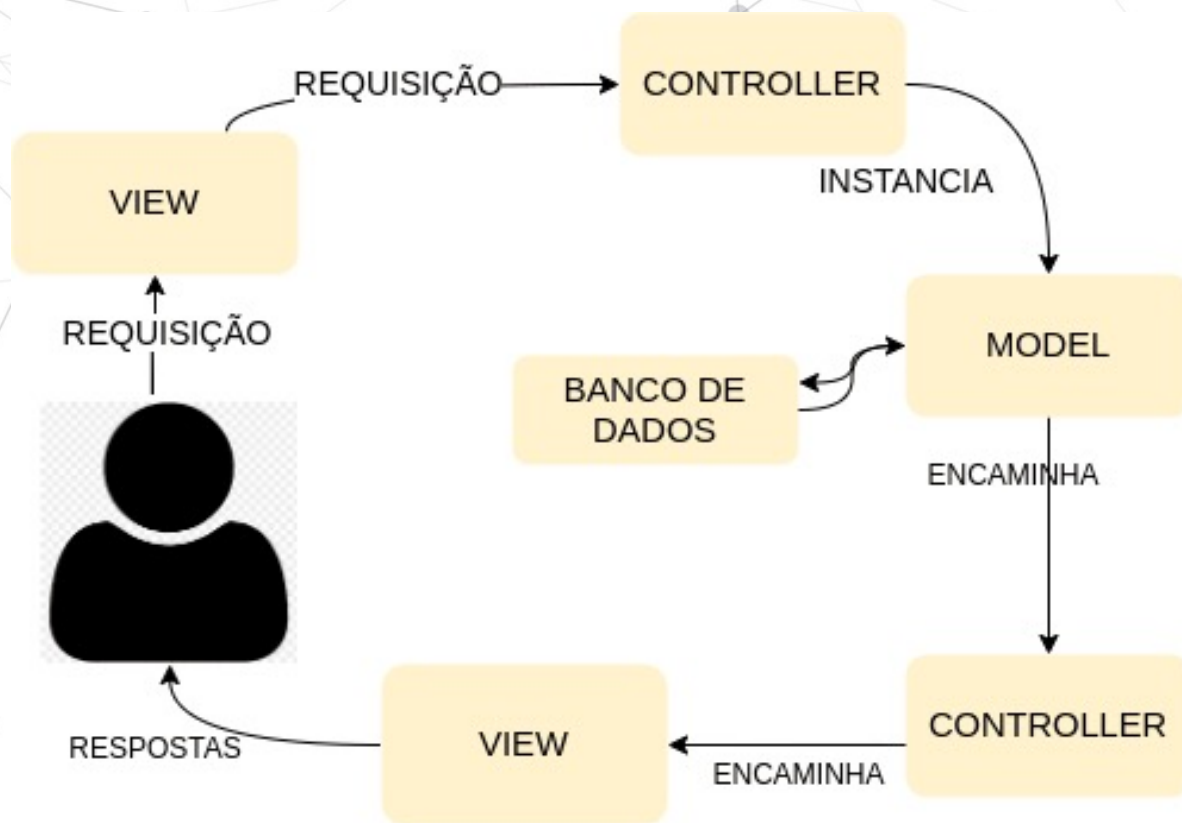 REQUISIÇÃO
CONTROLLER
VIEW
INSTANCIA
REQUISIÇÃO
MODEL
BANCO DE
DADOS
ENCAMINHA
CONTROLLER
VIEW
RESPOSTAS
ENCAMINHA